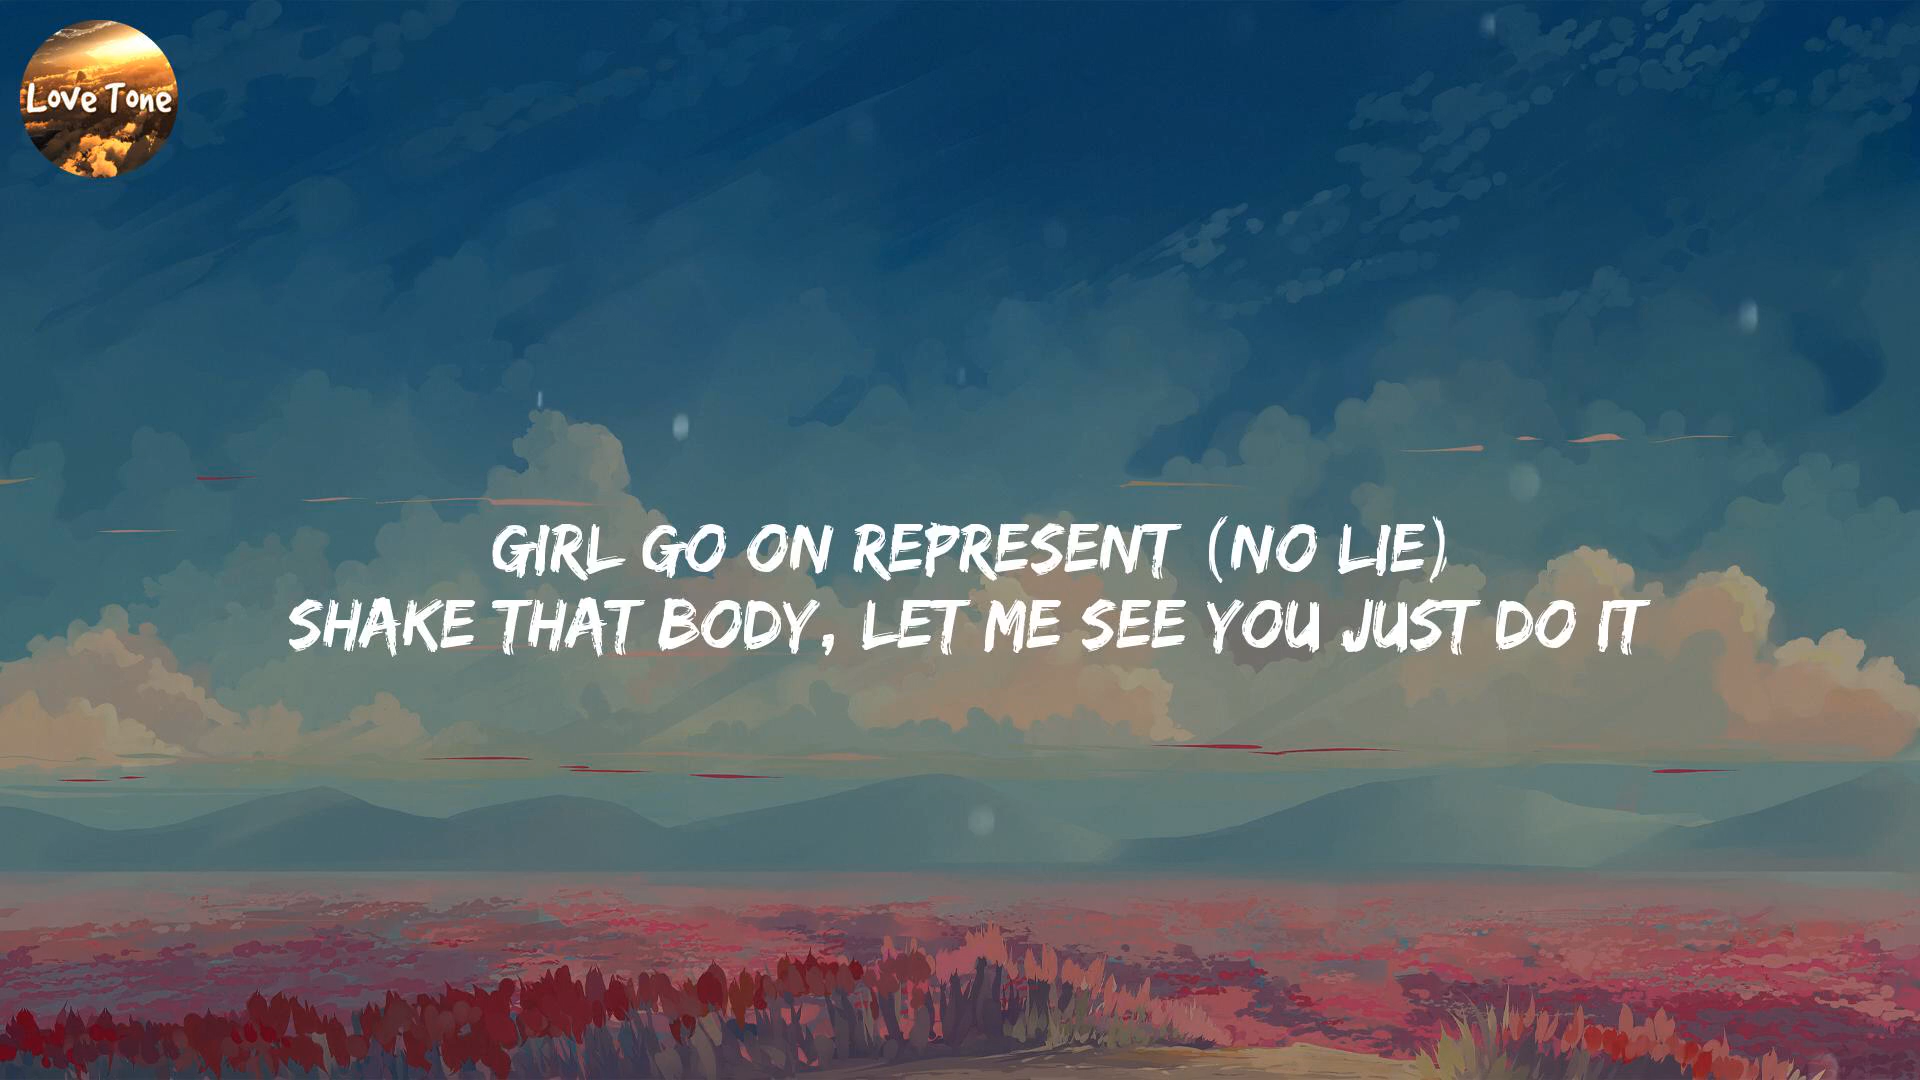 Love Tone
GIRL GO ON REPRESENT (NO LIE)
SHAKE THAT BODY, LET ME SEE YOU JUST DO IT